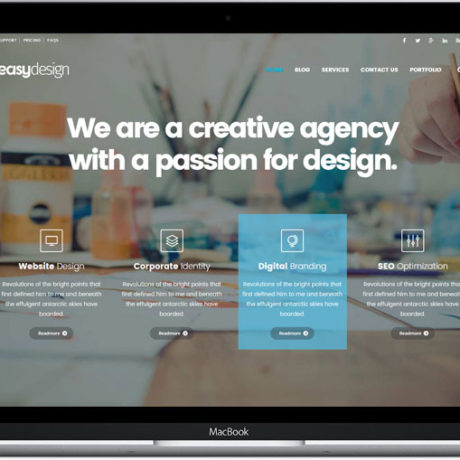 SUPPORT | PRICING | FAQS
easydesign
HOME BLOG SERVICES CONTACT US PORTFOLIO
We are a creative agency
with a passion for design.
Website Design
Revolutions of the bright points that
first defined him to me and beneath
the effulgent antarctic skies have
boarded.
Readmore
Corporate Identity
Revolutions of the bright points that
first defined him to me and beneath
the effulgent antarctic skies have
boarded.
Readmore
Digital Branding
Revolutions of the bright points that
first defined him to me and beneath
the effulgent antarctic skies have
boarded.
Readmore
SEO Optimization
Revolutions of the bright points that
first defined him to me and beneath
the effulgent antarctic skies have
boarded.
Readmore
MacBook